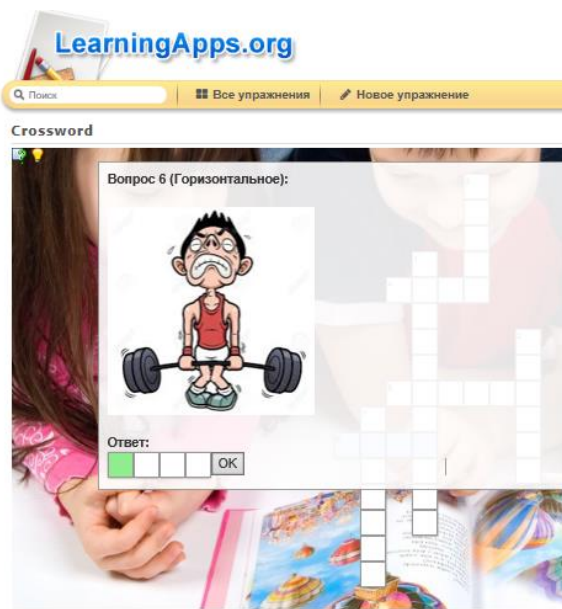 LearningApps.org
Поиск
Все упражнения
Новое упражнение
Crossword
Вопрос 6 (Горизонтальное):
Ответ:
OK